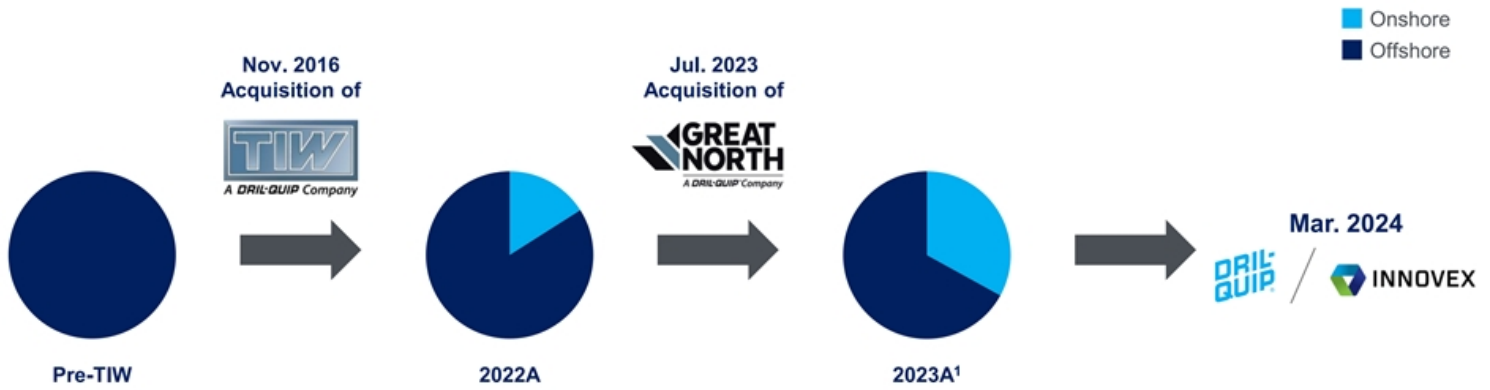 Onshore
Offshore
Nov. 2016
Acquisition of
TIW
A DRIL-QUIP Company
Jul. 2023
Acquisition of
GREAT
NORTH
A DRIL-QUIP Company
Mar. 2024
DRIL-
QUIP
INNOVEX
Pre-TIW
2022A
2023A¹